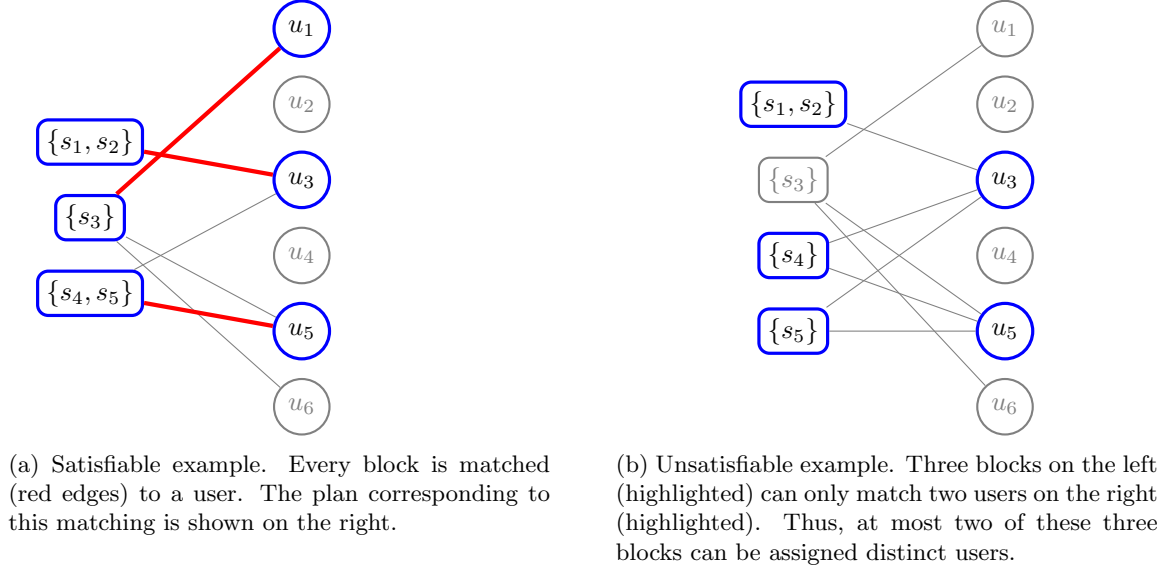 u1
u2
{s1, s2}
u3
{s3}
u4
{s4, s5}
u5
u6
(a) Satisfiable example. Every block is matched
(red edges) to a user. The plan corresponding to
this matching is shown on the right.
u1
{s1, s2}
u2
{s3}
u3
{s4}
u4
{s5}
u5
u6
(b) Unsatisfiable example. Three blocks on the left
(highlighted) can only match two users on the right
(highlighted). Thus, at most two of these three
blocks can be assigned distinct users.